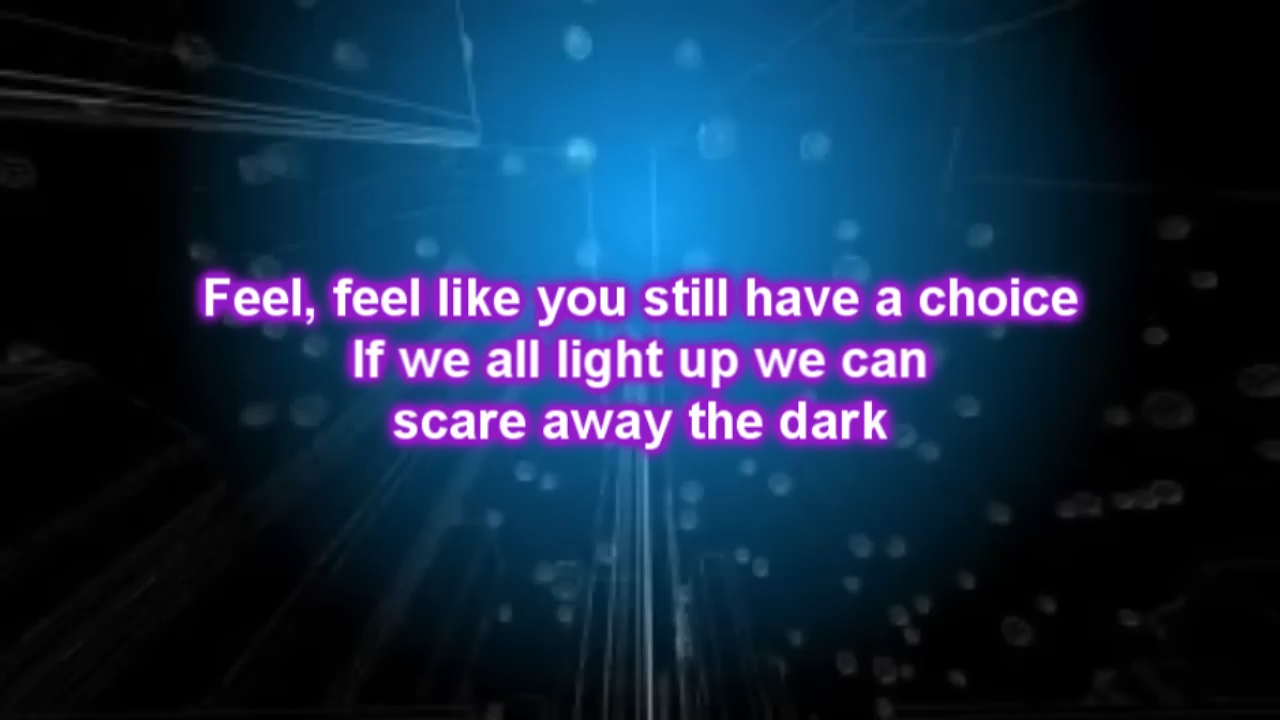 Feel, feel like you still have a choice
If we all light up we can
scare away the dark